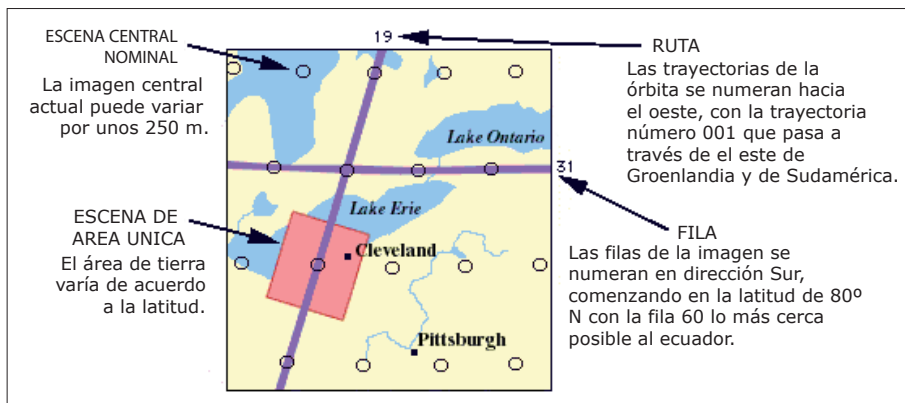 ESCENA CENTRAL
NOMINAL
La imagen central
actual puede variar
por unos 250 m.
ESCENA DE
AREA UNICA
El área de tierra
varía de acuerdo
a la latitud.
19
Lake Ontario
31
Lake Erie
Cleveland
Pittsburgh
RUTA
Las trayectorias de la
órbita se numeran hacia
el oeste, con la trayectoria
número 001 que pasa a
través de el este de
Groenlandia y de Sudamérica.
FILA
Las filas de la imagen se
numeran en dirección Sur,
comenzando en la latitud de 80º
N con la fila 60 lo más cerca
posible al ecuador.